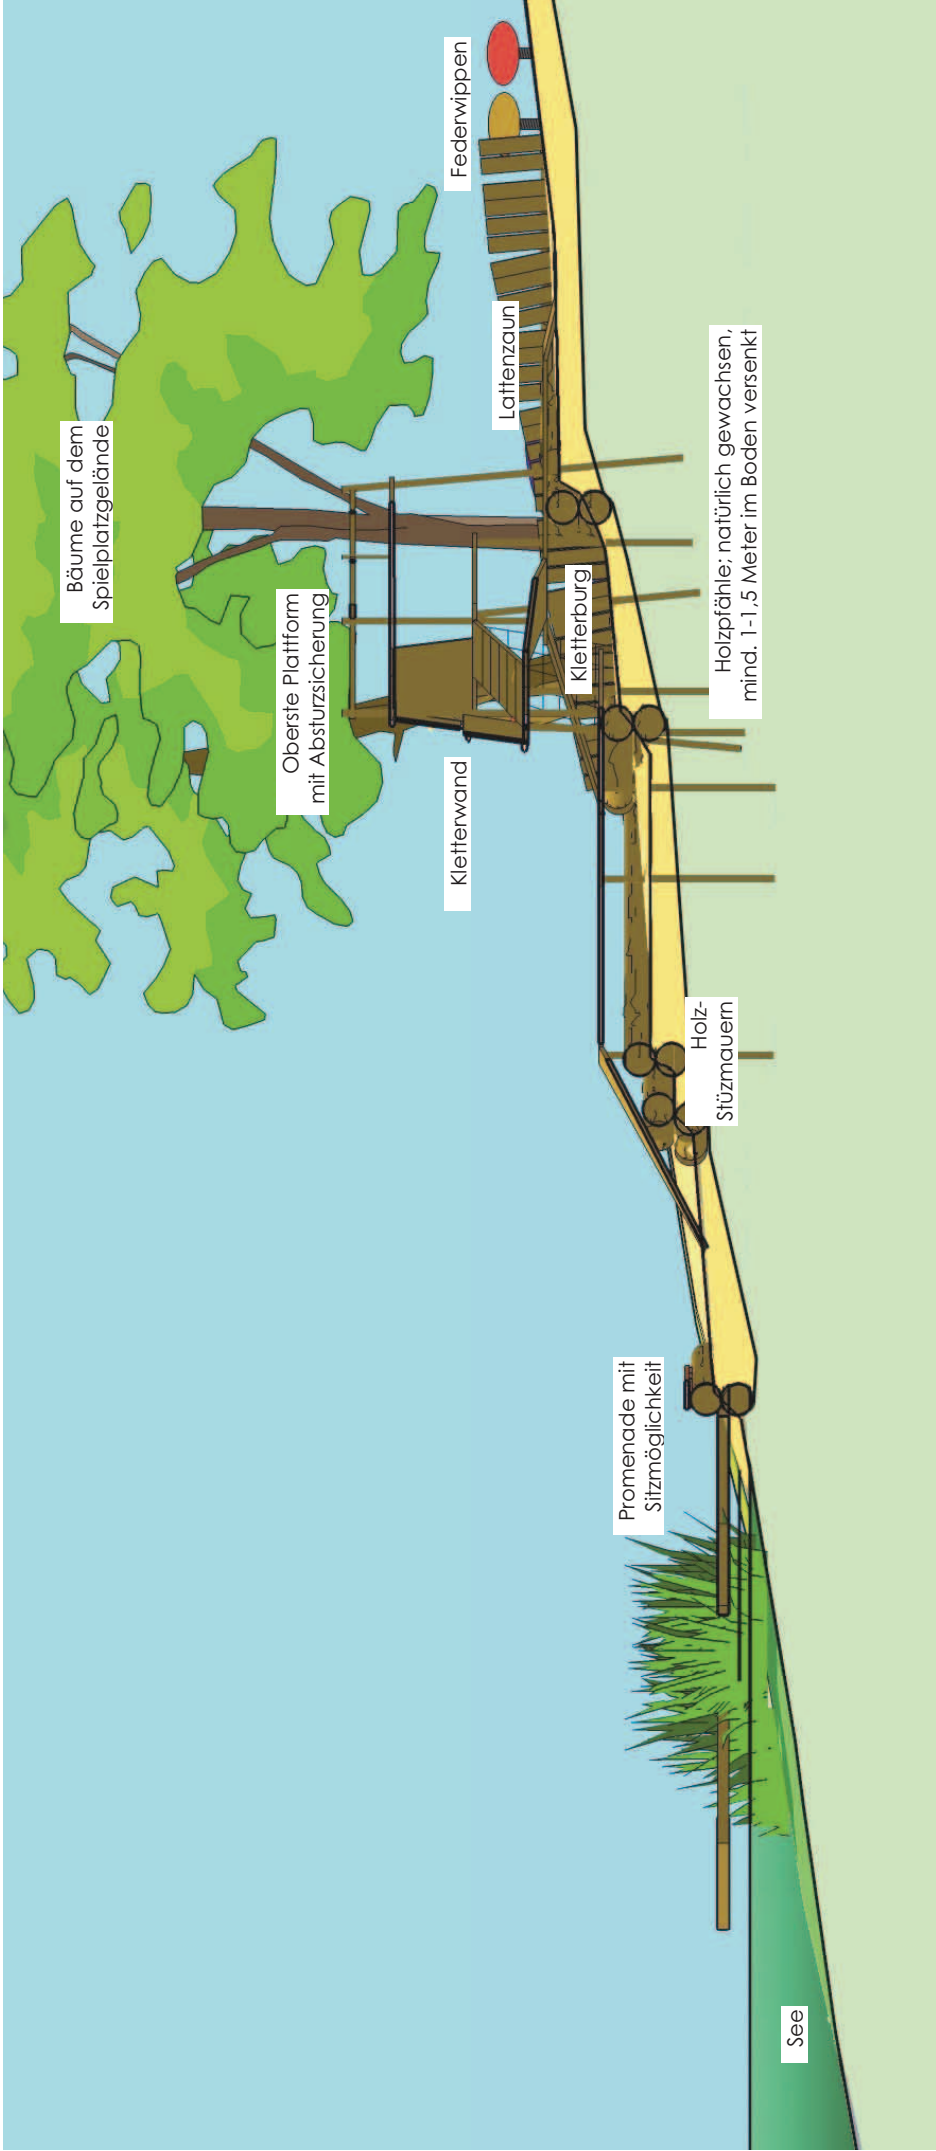 Bäume auf dem
Spielplatzgelände
Oberste Plattform
mit Absturzsicherung
Kletterwand
Federwippen
Lattenzaun
Kletterburg
Promenade mit
Sitzmöglichkeit
Holz-
Stüzmauern
Holzpfähle; natürlich gewachsen,
mind. 1-1,5 Meter im Boden versenkt
See